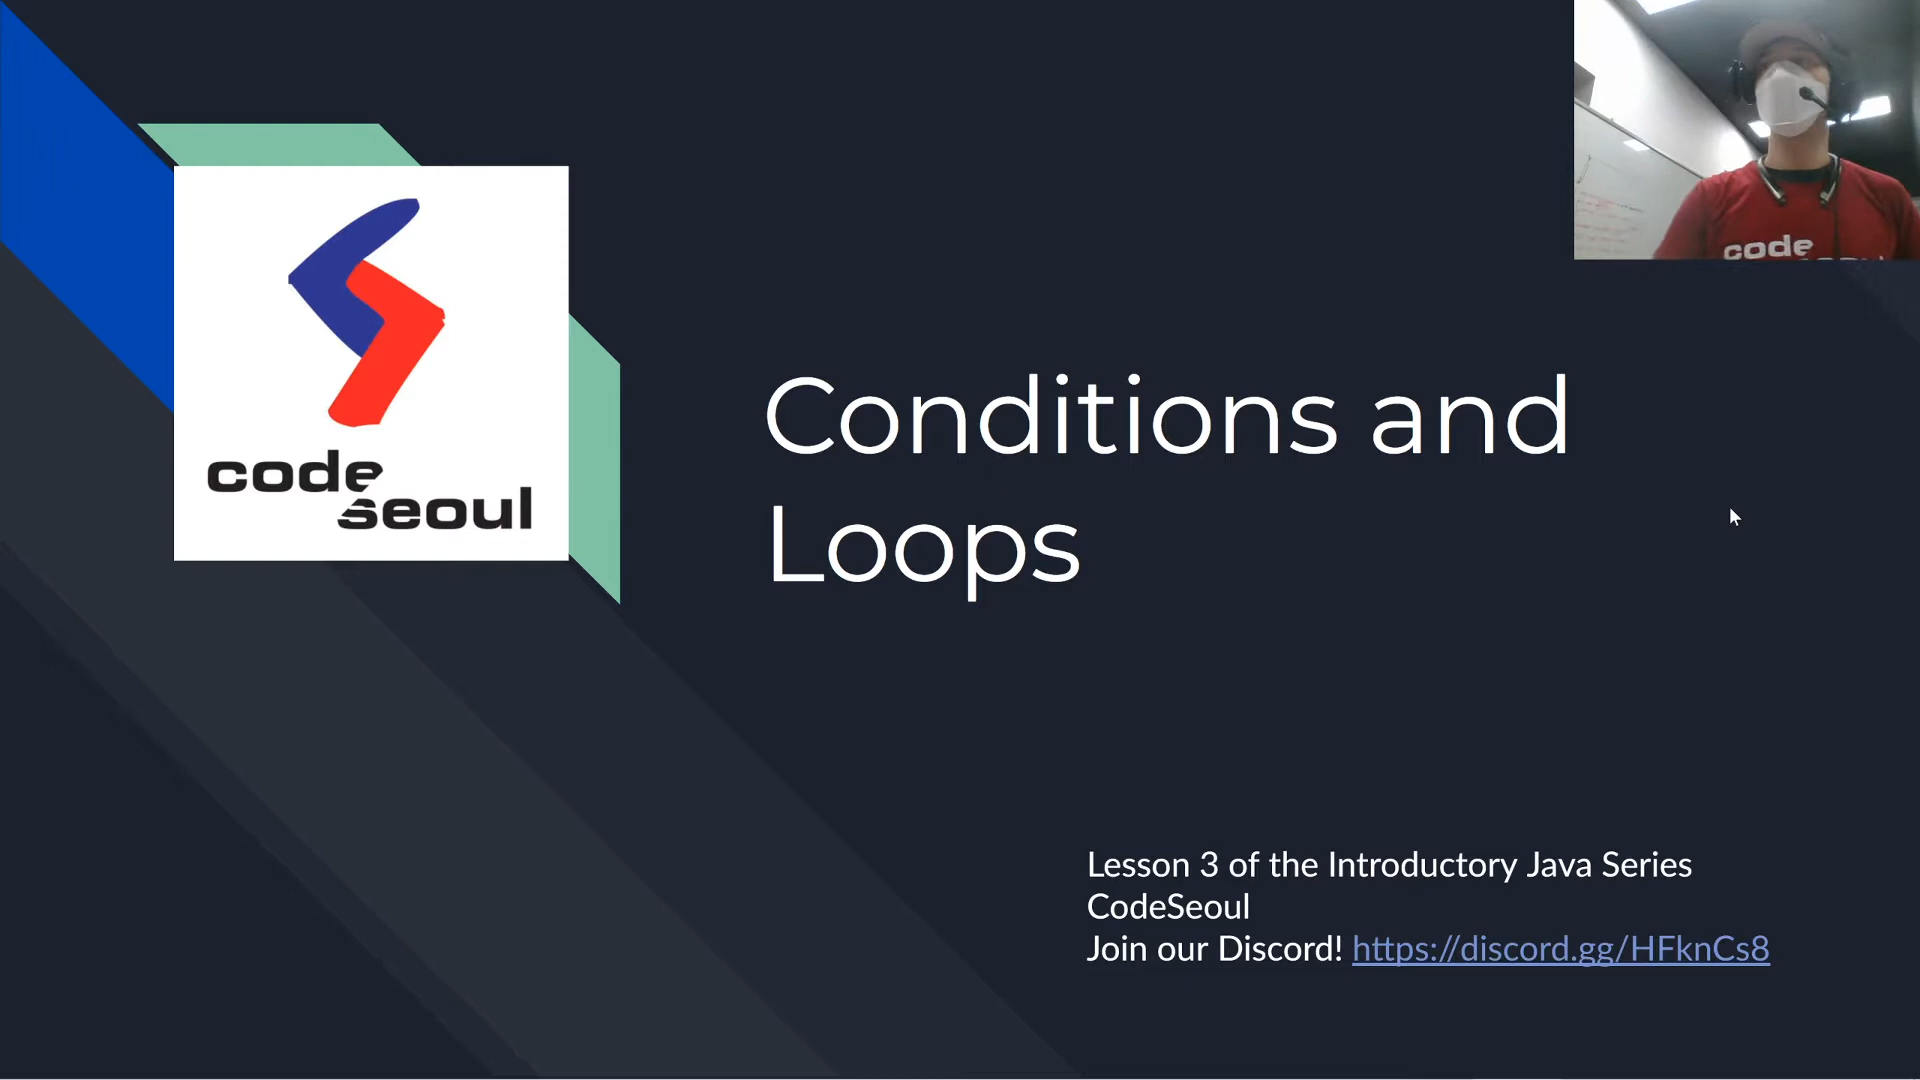 code
seoul
code
Conditions and
Loops
Lesson 3 of the Introductory Java Series
CodeSeoul
Join our Discord! https://discord.gg/HFknCs8